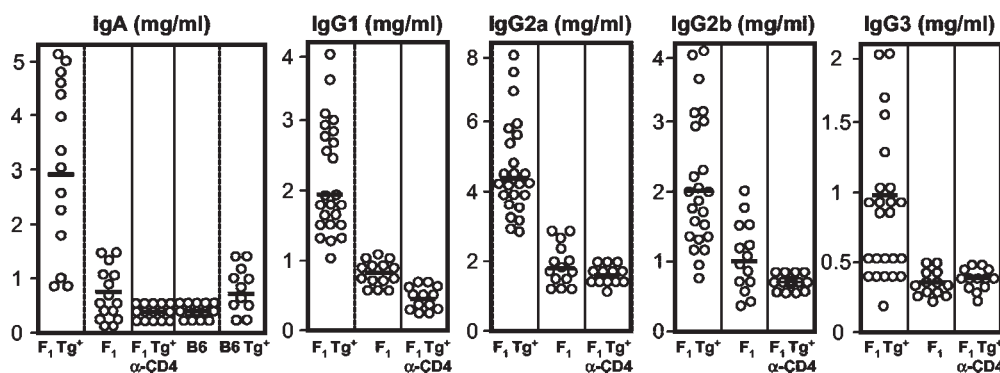 IgA (mg/ml)
5
4
3
2
1
0
F1 Tg+ F1 F1 Tg+ B6 B6 Tg+
α-CD4
IgG1 (mg/ml)
4
3
2
1
0
F1 Tg+ F1 F1 Tg+
α-CD4
IgG2a (mg/ml)
8
6
4
2
0
F1 Tg+ F1 F1 Tg+
α-CD4
IgG2b (mg/ml)
4
3
2
1
0
F1 Tg+ F1 F1 Tg+
α-CD4
IgG3 (mg/ml)
2
1.5
1
0.5
0
F1 Tg+ F1 F1 Tg+
α-CD4